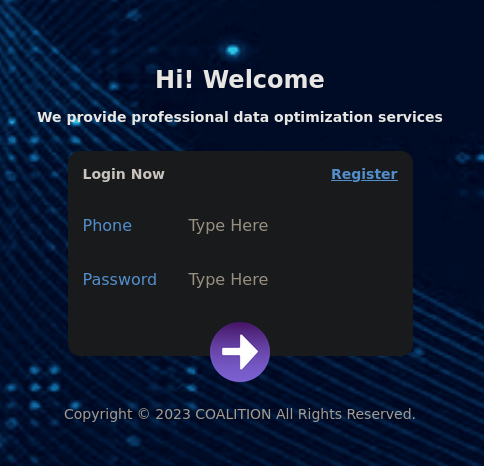 Hi! Welcome
We provide professional data optimization services
Login Now Register
Phone Type Here
Password Type Here
Copyright © 2023 COALITION All Rights Reserved.